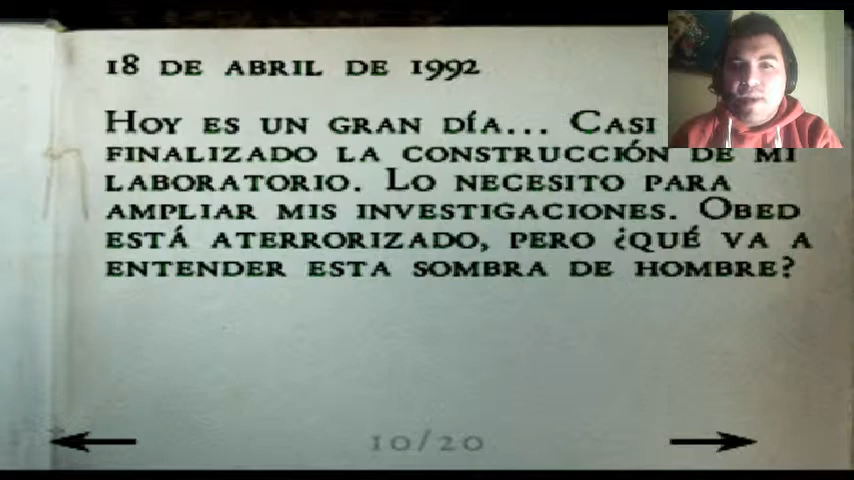 18 DE ABRIL DE 1992
HOY ES UN GRAN DÍA... CASI
FINALIZADO LA CONSTRUCCIÓN DE MI
LABORATORIO. LO NECESITO PARA
AMPLIAR MIS INVESTIGACIONES. OBED
ESTÁ ATERRORIZADO, PERO ¿QUÉ VA A
ENTENDER ESTA SOMBRA DE HOMBRE?
10/20